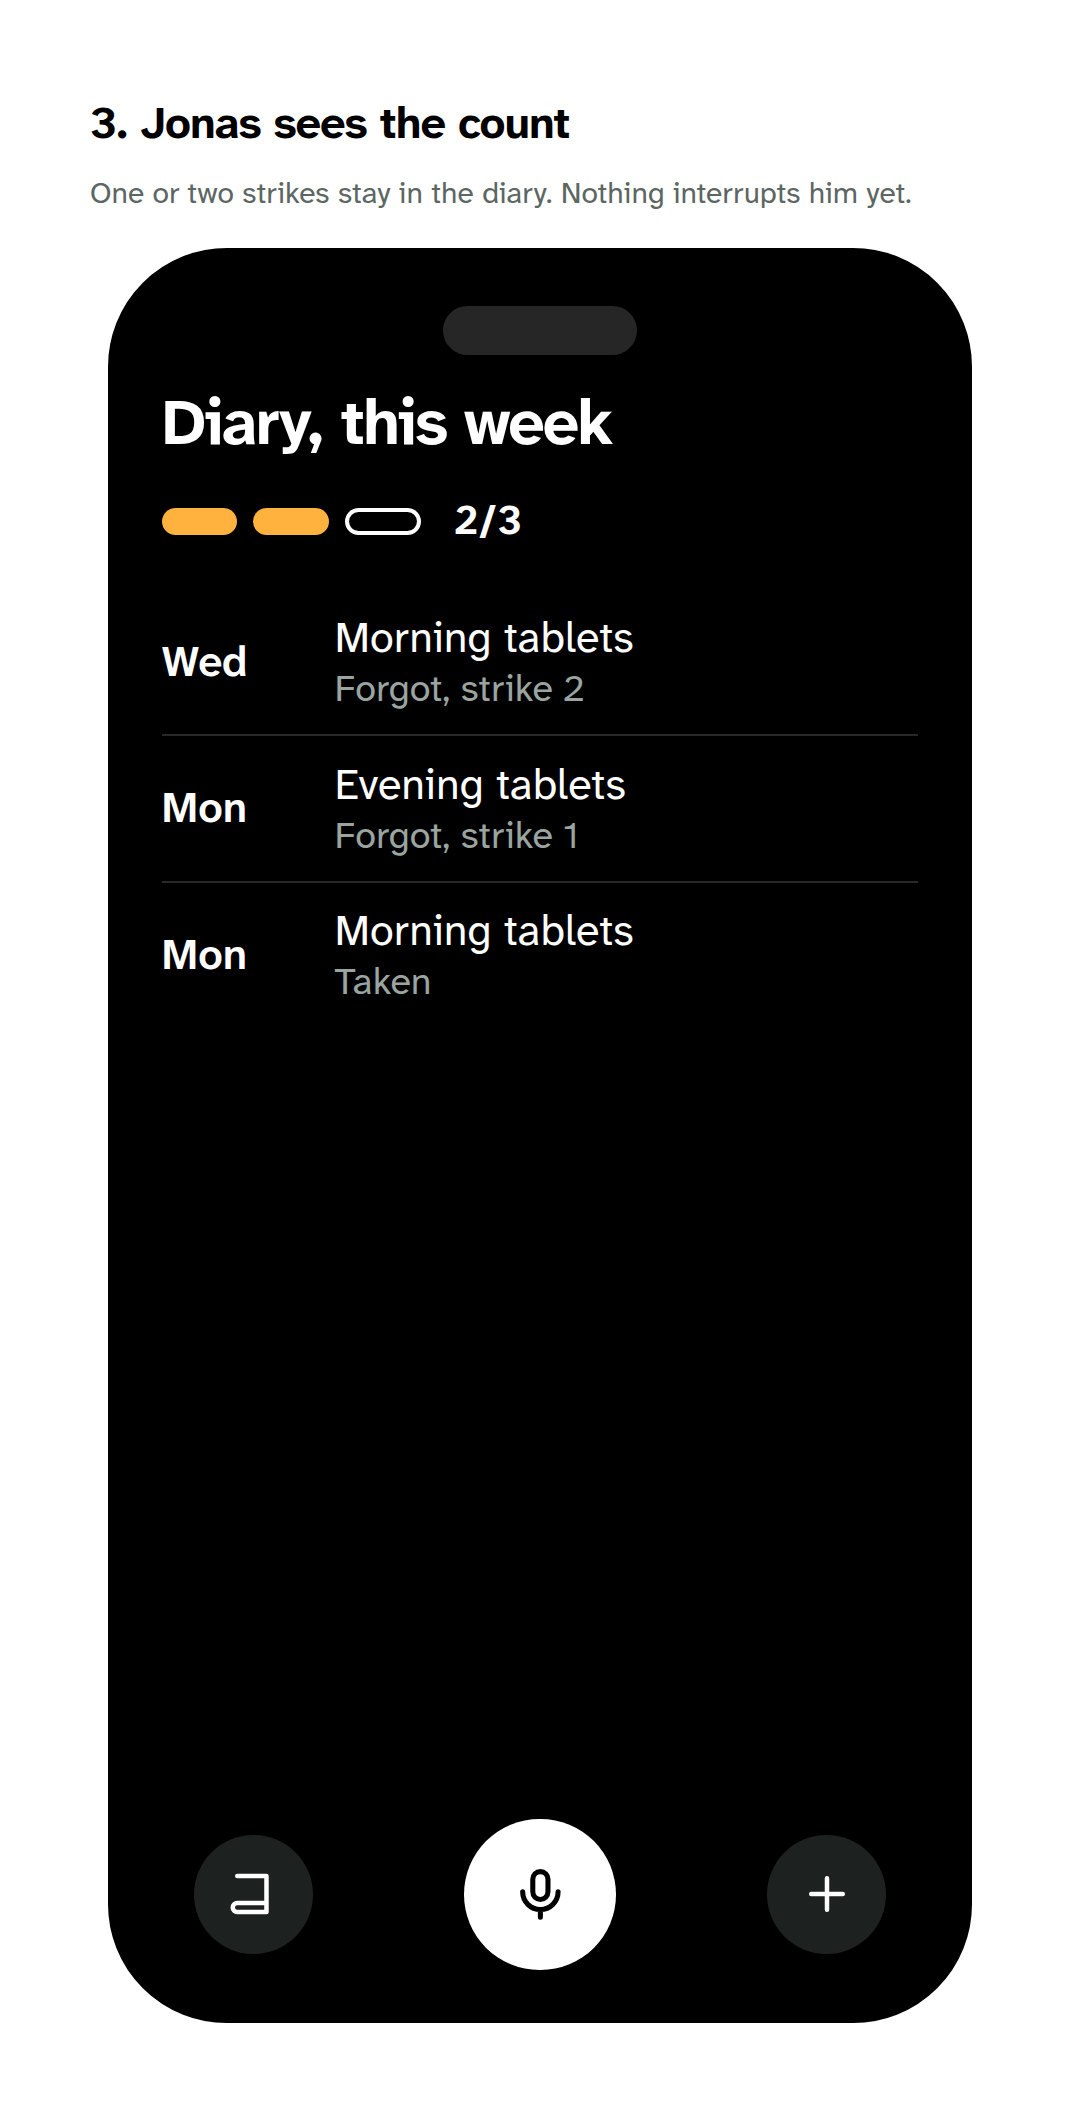 3. Jonas sees the count
One or two strikes stay in the diary. Nothing interrupts him yet.
Diary, this week
2/3
Wed
Morning tablets
Forgot, strike 2
Mon
Evening tablets
Forgot, strike 1
Mon
Morning tablets
Taken